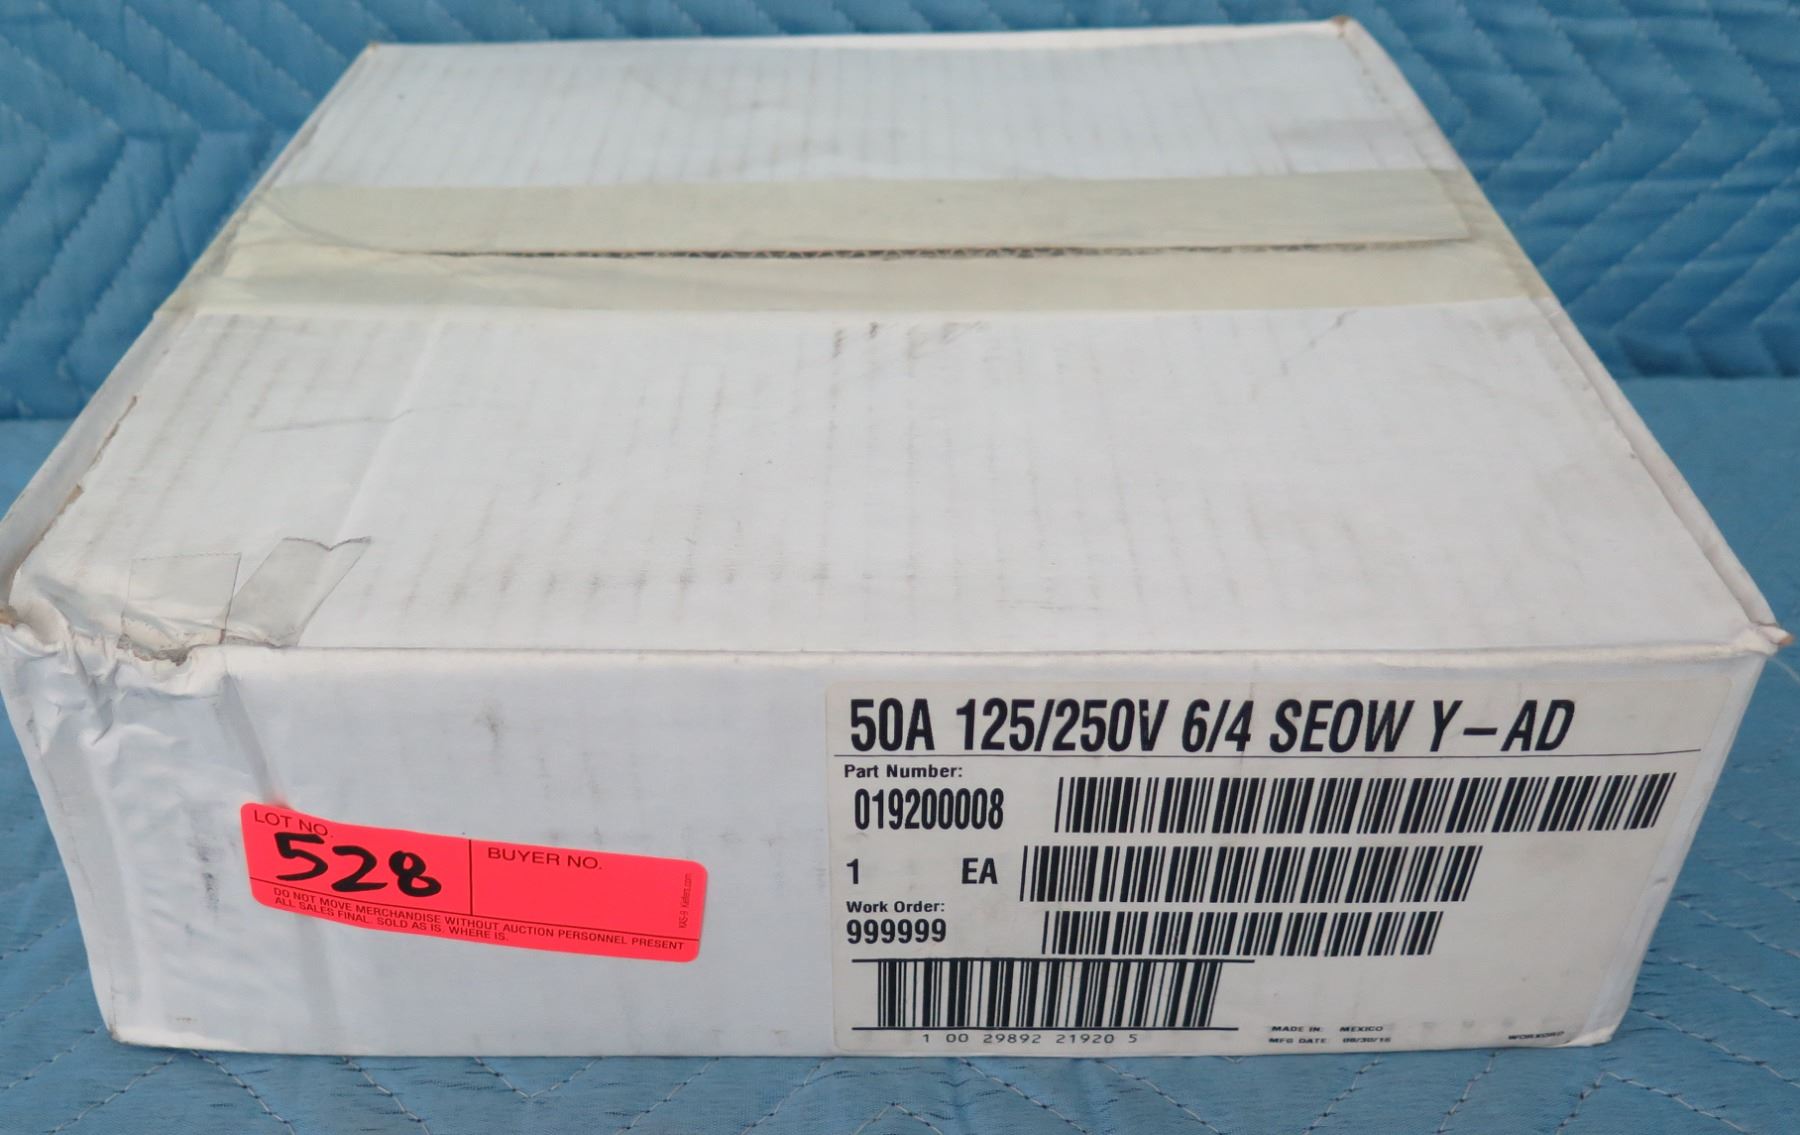 50A 125/250V 6/4 SEOW Y-AD
Part Number:
019200008
1 EA
Work Order:
999999
1 00 29892 21920 5
MADE IN: MEXICO
MFG DATE:
LOT NO.
528
BUYER NO.
DO NOT MOVE MERCHANDISE WITHOUT AUCTION PERSONNEL PRESENT
ALL SALES FINAL. SOLD AS IS, WHERE IS.